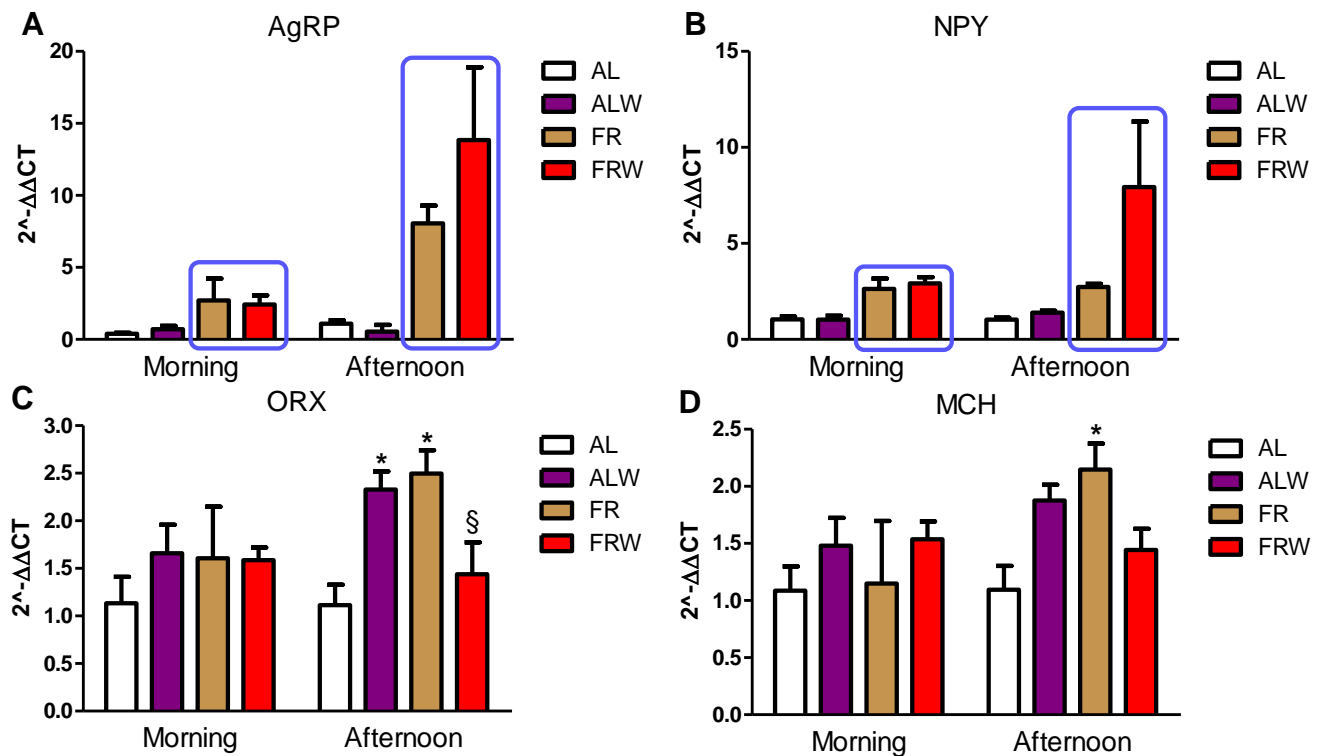 A
AgRP
20
15
10
5
0
2^-ΔΔCT
Morning
Afternoon
AL
ALW
FR
FRW
B
NPY
15
10
5
0
2^-ΔΔCT
Morning
Afternoon
AL
ALW
FR
FRW
C
ORX
3.0
2.5
2.0
1.5
1.0
0.5
0.0
2^-ΔΔCT
* *
§
Morning
Afternoon
AL
ALW
FR
FRW
D
MCH
2.5
2.0
1.5
1.0
0.5
0.0
2^-ΔΔCT
*
Morning
Afternoon
AL
ALW
FR
FRW